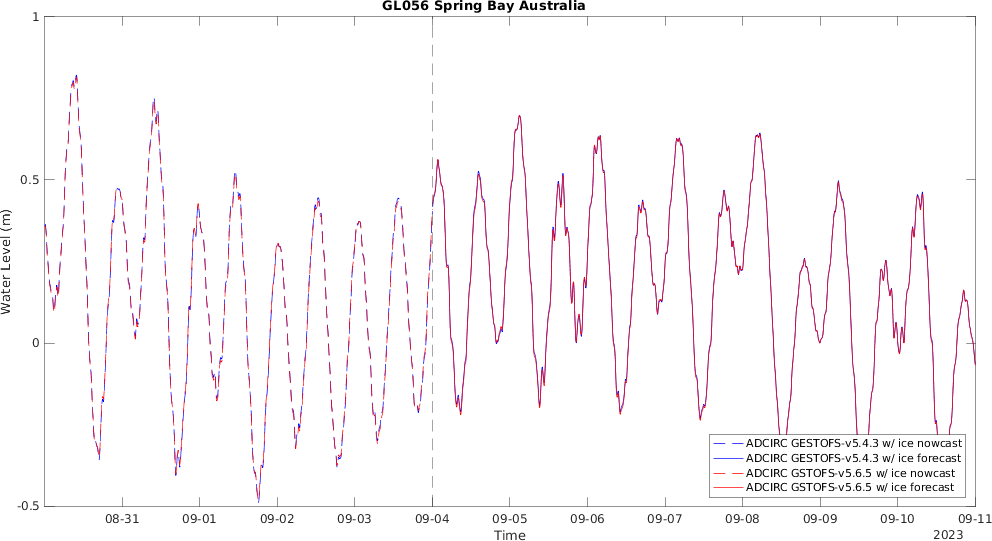 GL056 Spring Bay Australia
1
0.5
0
-0.5
Water Level (m)
08-31 09-01 09-02 09-03 09-04 09-05 09-06 09-07 09-08 09-09 09-10 09-11
Time
2023
ADCIRC GESTOFS-v5.4.3 w/ ice nowcast
ADCIRC GESTOFS-v5.4.3 w/ ice forecast
ADCIRC GSTOFS-v5.6.5 w/ ice nowcast
ADCIRC GSTOFS-v5.6.5 w/ ice forecast